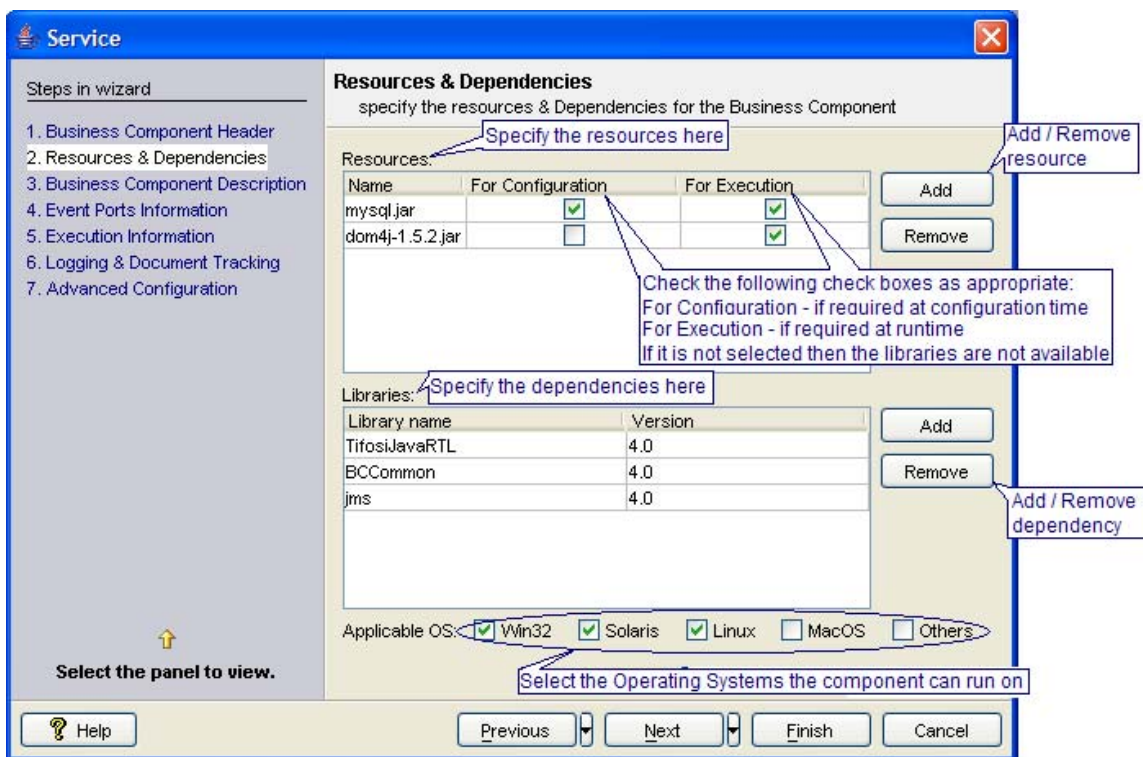 Service
Steps in wizard
1. Business Component Header
2. Resources & Dependencies
3. Business Component Description
4. Event Ports Information
5. Execution Information
6. Logging & Document Tracking
7. Advanced Configuration
Select the panel to view.
Resources & Dependencies
specify the resources & Dependencies for the Business Component
Specify the resources here
Add / Remove
resource
Resources:
Name For Configuration For Execution
mysql.jar
dom4j-1.5.2.jar
Add
Remove
Check the following check boxes as appropriate:
For Configuration - if required at configuration time
For Execution - if required at runtime
If it is not selected then the libraries are not available
Libraries:
Specify the dependencies here
Library name Version
TifosiJavaRTL 4.0
BCCommon 4.0
jms 4.0
Add
Remove
Add / Remove
dependency
Applicable OS: Win32 Solaris Linux MacOS Others
Select the Operating Systems the component can run on
Help
Previous
Next
Finish
Cancel